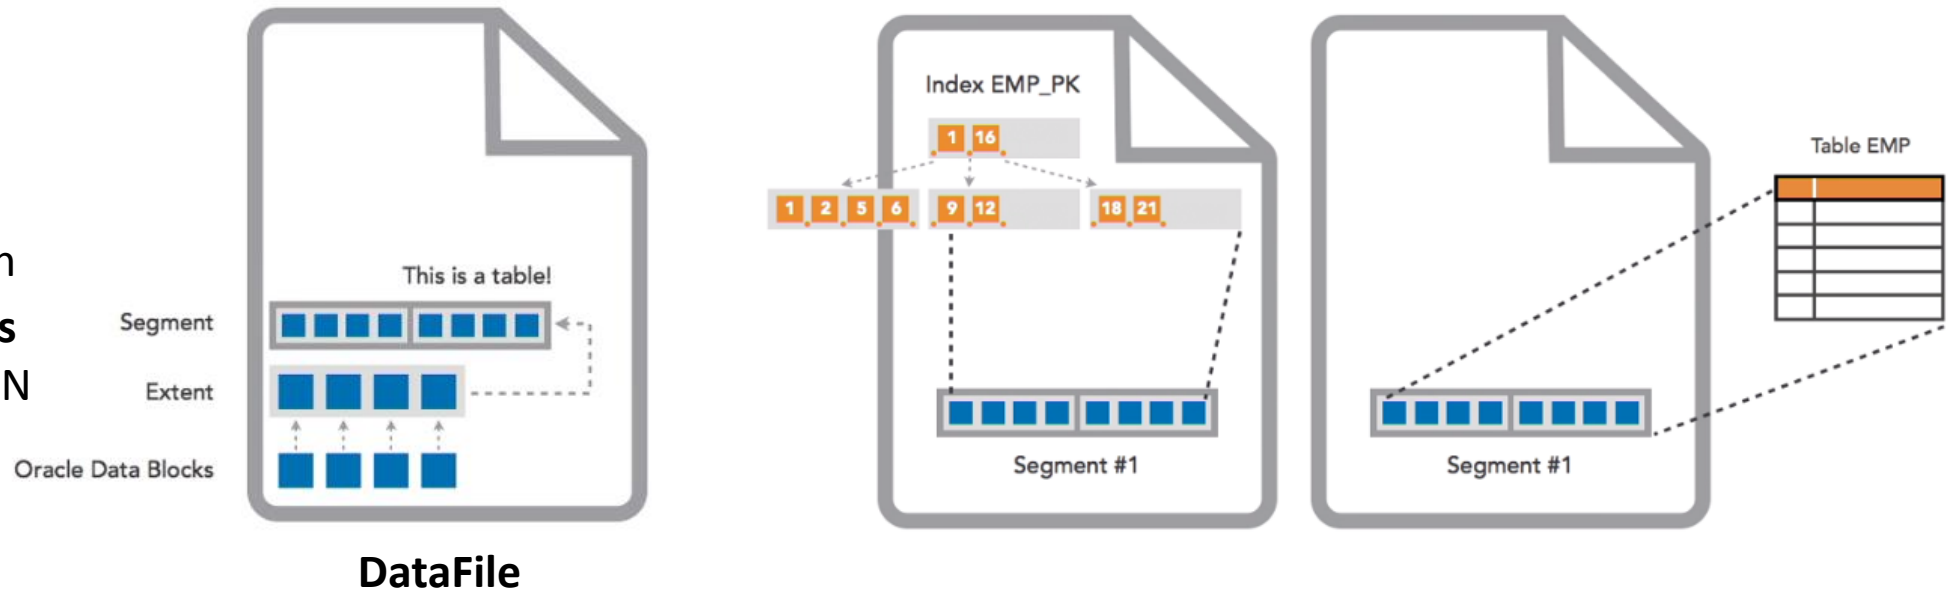 n
s
N
This is a table!
Segment
Extent
Oracle Data Blocks
DataFile
Index EMP_PK
1 16
1 2 5 6 9 12 18 21
Segment #1
Segment #1
Table EMP